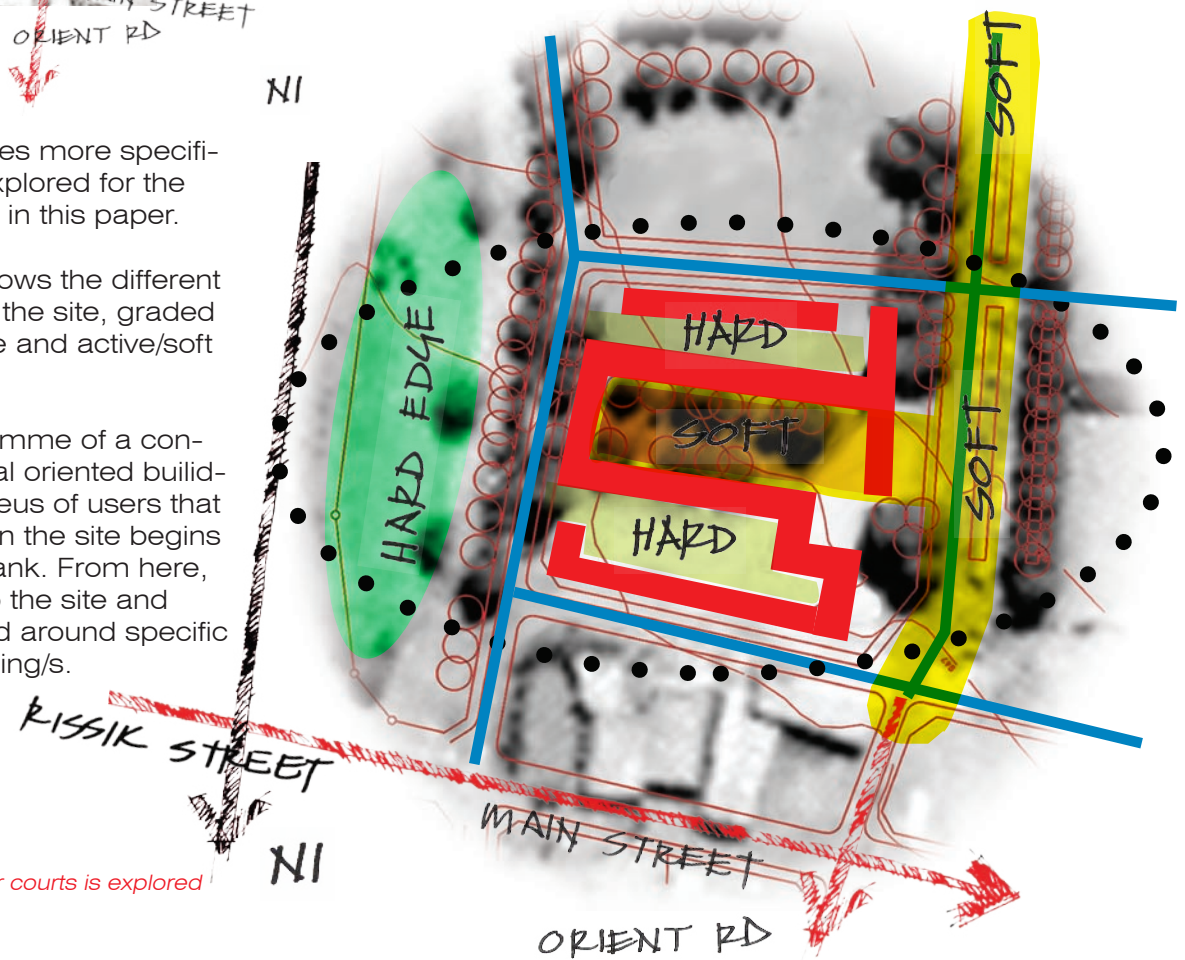 STREET
ORIENT RD
N1
es more specifi-
xplored for the
in this paper.
ows the different
the site, graded
e and active/soft
mme of a con-
al oriented builid-
eus of users that
n the site begins
ank. From here,
the site and
d around specific
ing/s.
r courts is explored
SOFT
HARD
HARD EDGE
SOFT
SOFT
HARD
RISSIK STREET
MAIN STREET
N1
ORIENT RD